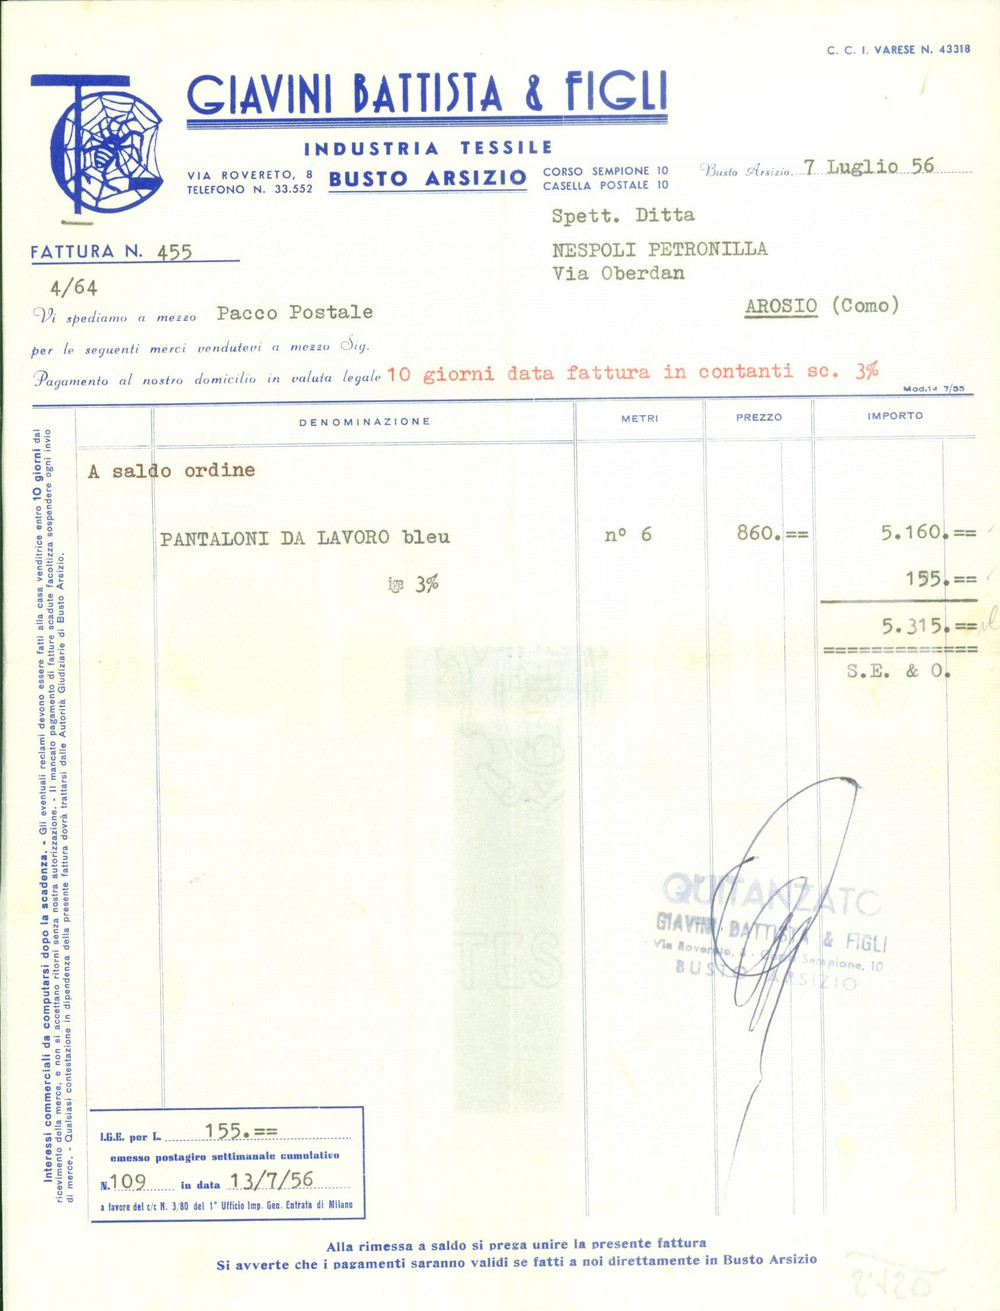 C. C. I. VARESE N. 43318
GIAVINI BATTISTA & FIGLI
INDUSTRIA TESSILE
VIA ROVERETO, 8
TELEFONO N. 33.552
BUSTO ARSIZIO
CORSO SEMPIONE 10
CASELLA POSTALE 10
Busto Arsizio, 7 Luglio 56
Spett. Ditta
NESPOLI PETRONILLA
Via Oberdan
AROSIO (Como)
FATTURA N. 455
4/64
Vi spediamo a mezzo Pacco Postale
per le seguenti merci vendutevi a mezzo Sig.
Pagamento al nostro domicilio in valuta legale 10 giorni data fattura in contanti sc. 3%
Mod.14 7/55
DENOMINAZIONE METRI PREZZO IMPORTO
A saldo ordine
PANTALONI DA LAVORO bleu n° 6 860.== 5.160.==
ige 3% 155.==
5.315.==
S.E. & O.
QUITANZATO
GIAVINI BATTISTA & FIGLI
Via Rovereto, 8 - Corso Sempione, 10
BUSTO ARSIZIO
Interessi commerciali da computarsi dopo la scadenza. - Gli eventuali reclami devono essere fatti alla casa venditrice entro 10 giorni dal
ricevimento della merce, e non si accettano ritorni senza nostra autorizzazione. - Il mancato pagamento di fatture scadute facoltizza sospendere ogni invio
di merce. - Qualsiasi contestazione in dipendenza della presente fattura dovrà trattarsi dalle Autorità Giudiziarie di Busto Arsizio.
I.G.E. per L. 155.==
emesso postagiro settimanale cumulativo
N. 109 in data 13/7/56
a favore del c/c N. 3/80 del 1° Ufficio Imp. Gen. Entrata di Milano
Alla rimessa a saldo si prega unire la presente fattura
Si avverte che i pagamenti saranno validi se fatti a noi direttamente in Busto Arsizio